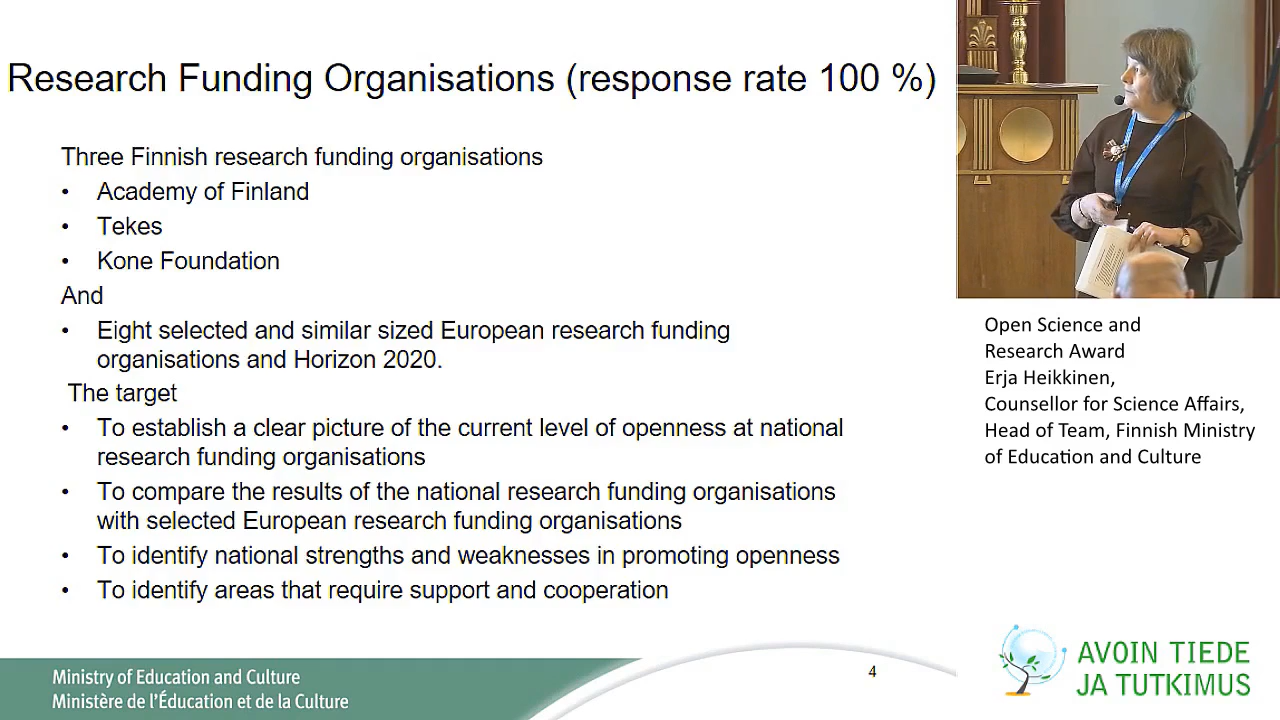 Research Funding Organisations (response rate 100 %)
Three Finnish research funding organisations
• Academy of Finland
• Tekes
• Kone Foundation
And
• Eight selected and similar sized European research funding
organisations and Horizon 2020.
The target
• To establish a clear picture of the current level of openness at national
research funding organisations
• To compare the results of the national research funding organisations
with selected European research funding organisations
• To identify national strengths and weaknesses in promoting openness
• To identify areas that require support and cooperation
Ministry of Education and Culture
Ministère de l'Éducation et de la Culture
4
Open Science and
Research Award
Erja Heikkinen,
Counsellor for Science Affairs,
Head of Team, Finnish Ministry
of Education and Culture
AVOIN TIEDE
JA TUTKIMUS